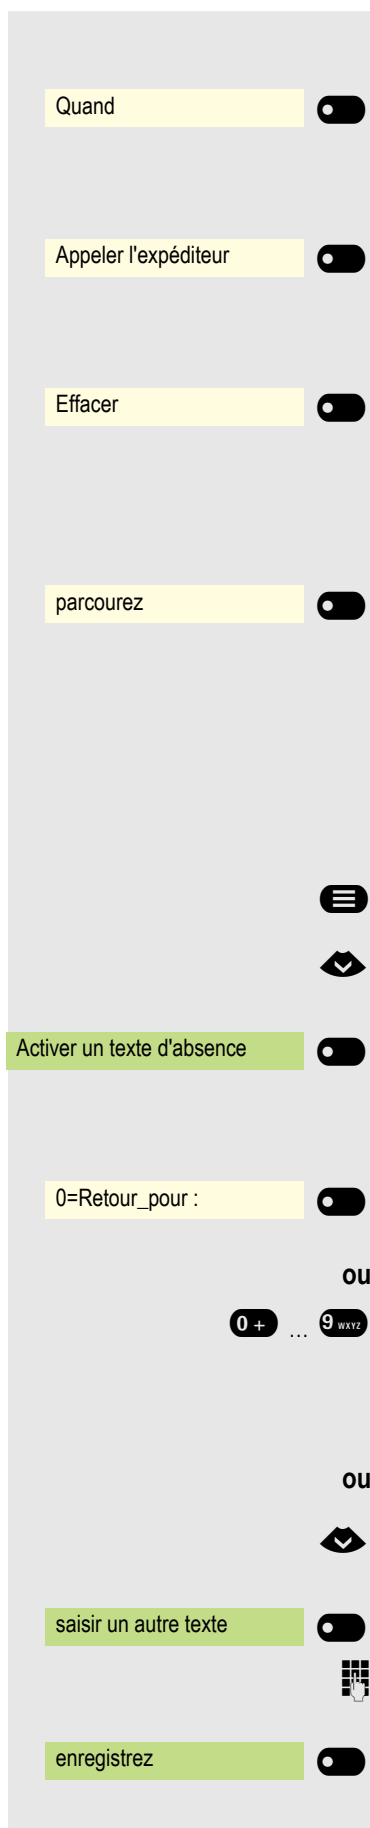 Quand
Appeler l'expéditeur
Effacer
parcourez
Activer un texte d'absence
0=Retour_pour :
ou
0 + ... 9 WXYZ
ou
saisir un autre texte
enregistrez